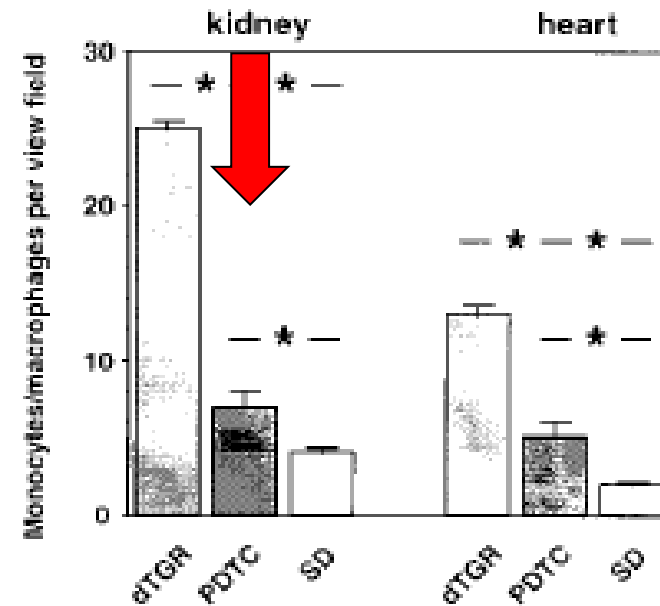 kidney heart
Monocytes/macrophages per view field
30
20
10
0
* *
* *
*
*
dTGR PDTC SD dTGR PDTC SD